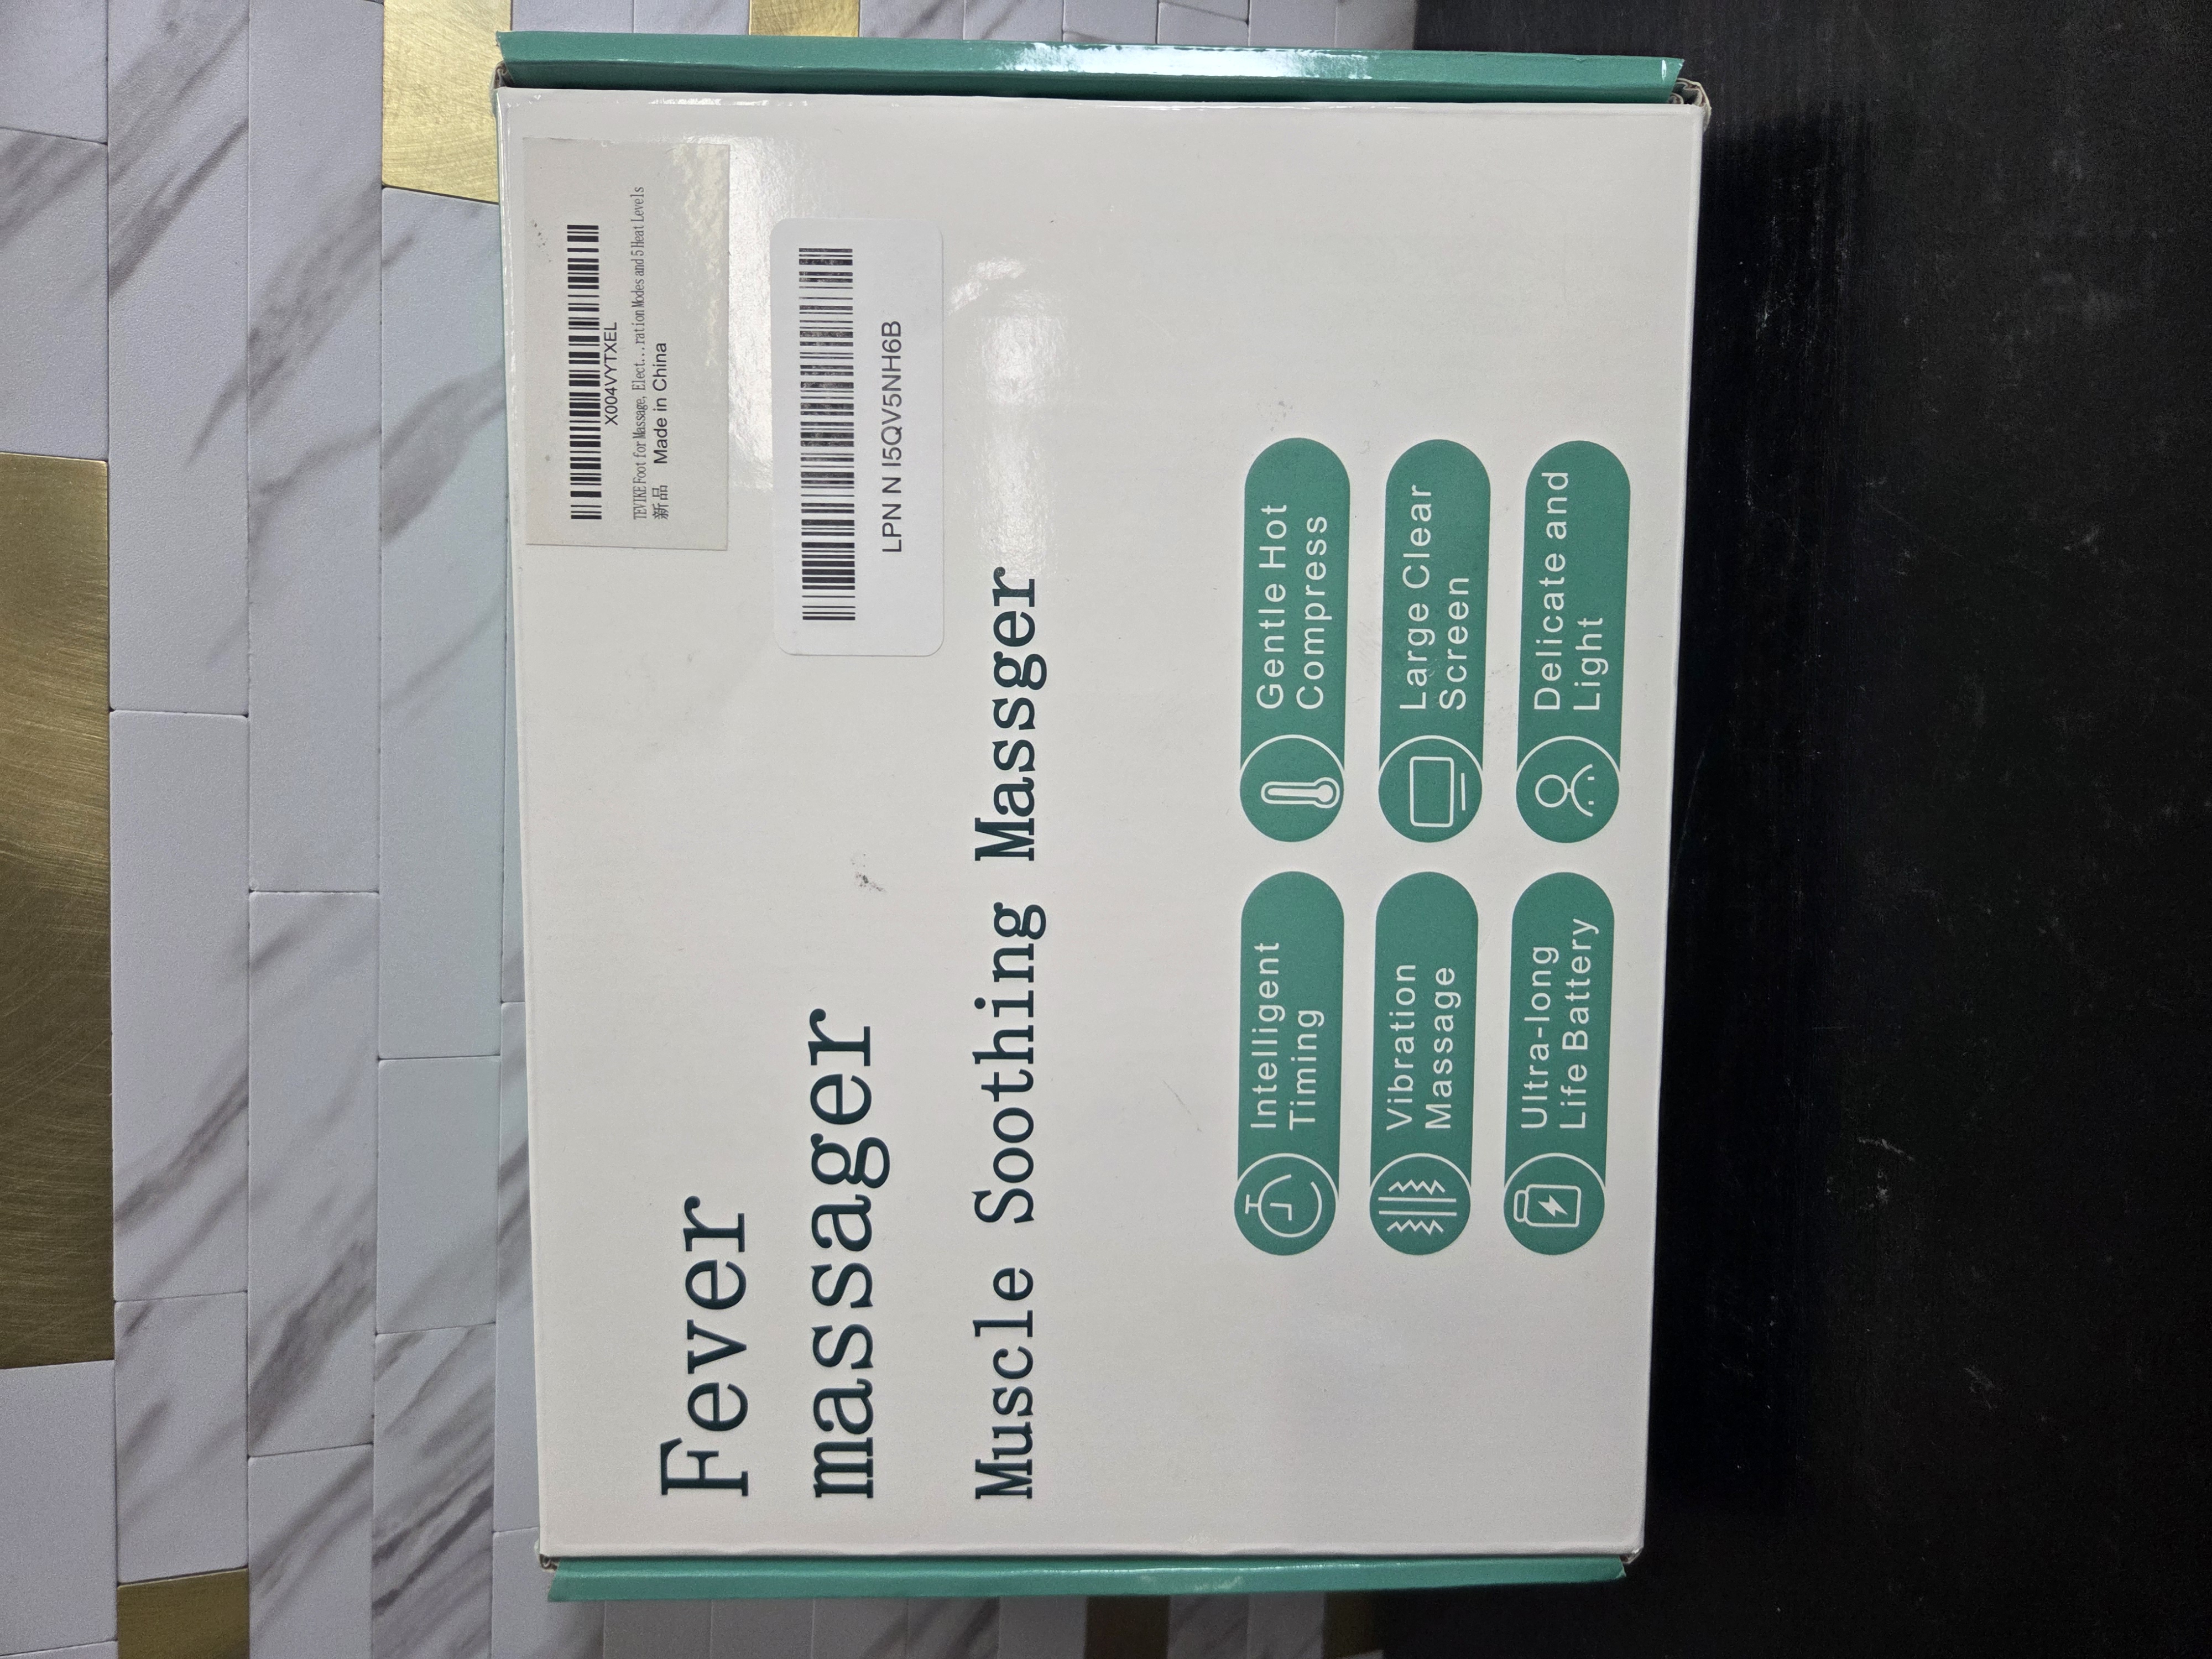 X004VYTXEL
TEVIKE Foot for Massage, Elect...ration Modes and 5 Heat Levels
新品 Made in China
LPN N I5QV5NH6B
Fever
massager
Muscle Soothing Massger
Intelligent
Timing
Gentle Hot
Compress
Vibration
Massage
Large Clear
Screen
Ultra-long
Life Battery
Delicate and
Light